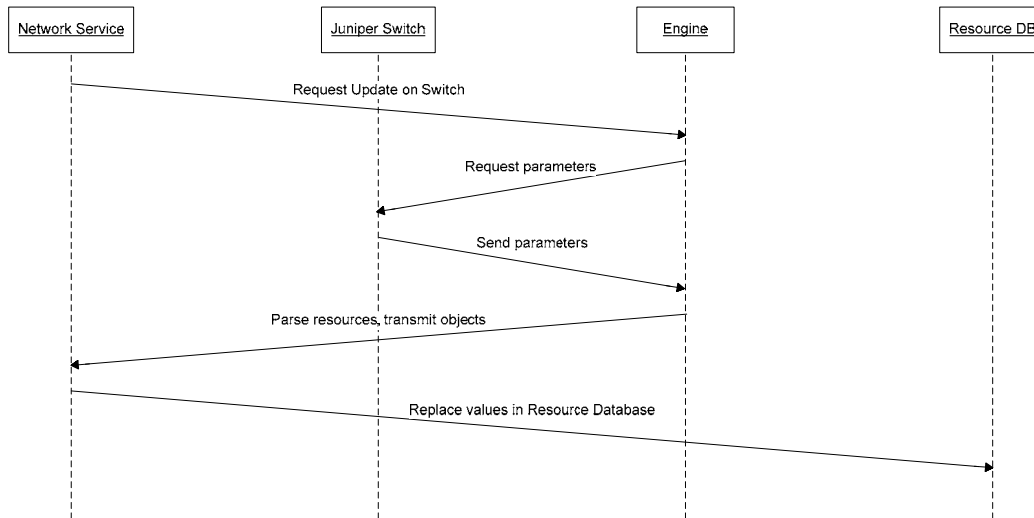 Network Service
Juniper Switch
Engine
Resource DB
Request Update on Switch
Request parameters
Send parameters
Parse resources, transmit objects
Replace values in Resource Database